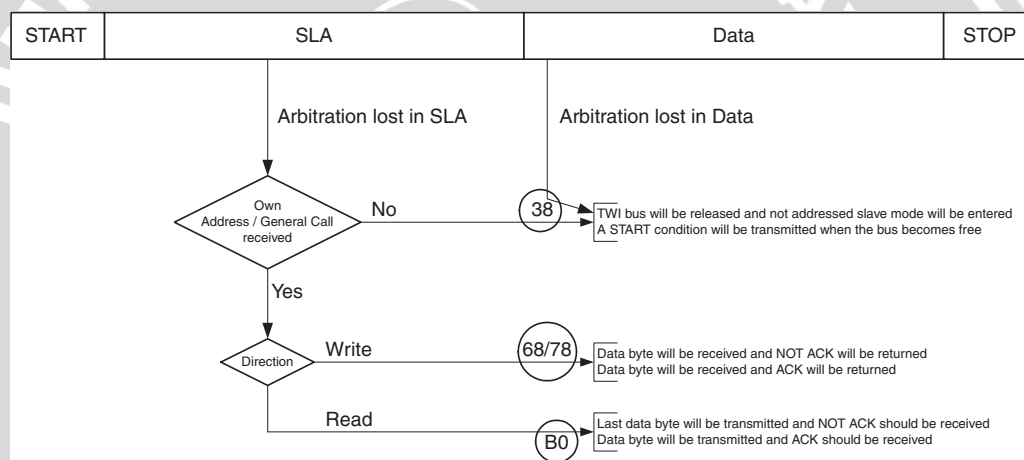 START SLA Data STOP
Arbitration lost in SLA Arbitration lost in Data
Own
Address / General Call
received
No
38
TWI bus will be released and not addressed slave mode will be entered
A START condition will be transmitted when the bus becomes free
Yes
Direction
Write
68/78
Data byte will be received and NOT ACK will be returned
Data byte will be received and ACK will be returned
Read
B0
Last data byte will be transmitted and NOT ACK should be received
Data byte will be transmitted and ACK should be received